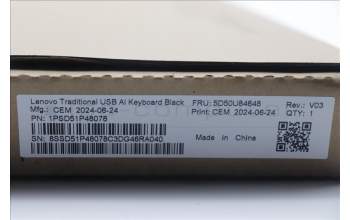 Lenovo Traditional USB AI Keyboard Black FRU: 5D50U84648 Rev.: V03
Mfg.: CEM 2024-06-24 Print: CEM 2024-06-24 QTY: 1
PN: 1PSD51P48078 Made in China
SN: 8SSD51P48078C3DG46RA040